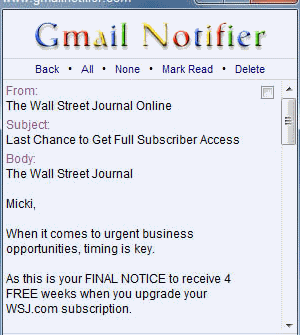 www.gmailnotifier.com
Gmail Notifier
Back • All • None • Mark Read • Delete
From:
The Wall Street Journal Online
Subject:
Last Chance to Get Full Subscriber Access
Body:
The Wall Street Journal
Micki,
When it comes to urgent business
opportunities, timing is key.
As this is your FINAL NOTICE to receive 4
FREE weeks when you upgrade your
WSJ.com subscription.